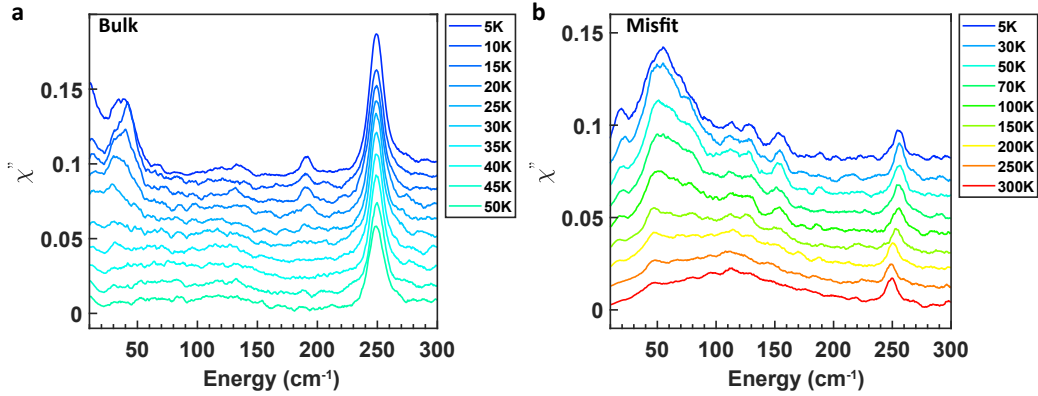 a
Bulk
0.15
0.1
0.05
0
χ’’
50
100
150
200
250
300
Energy (cm-1)
5K
10K
15K
20K
25K
30K
35K
40K
45K
50K
b
Misfit
0.15
0.1
0.05
0
χ’’
50
100
150
200
250
300
Energy (cm-1)
5K
30K
50K
70K
100K
150K
200K
250K
300K